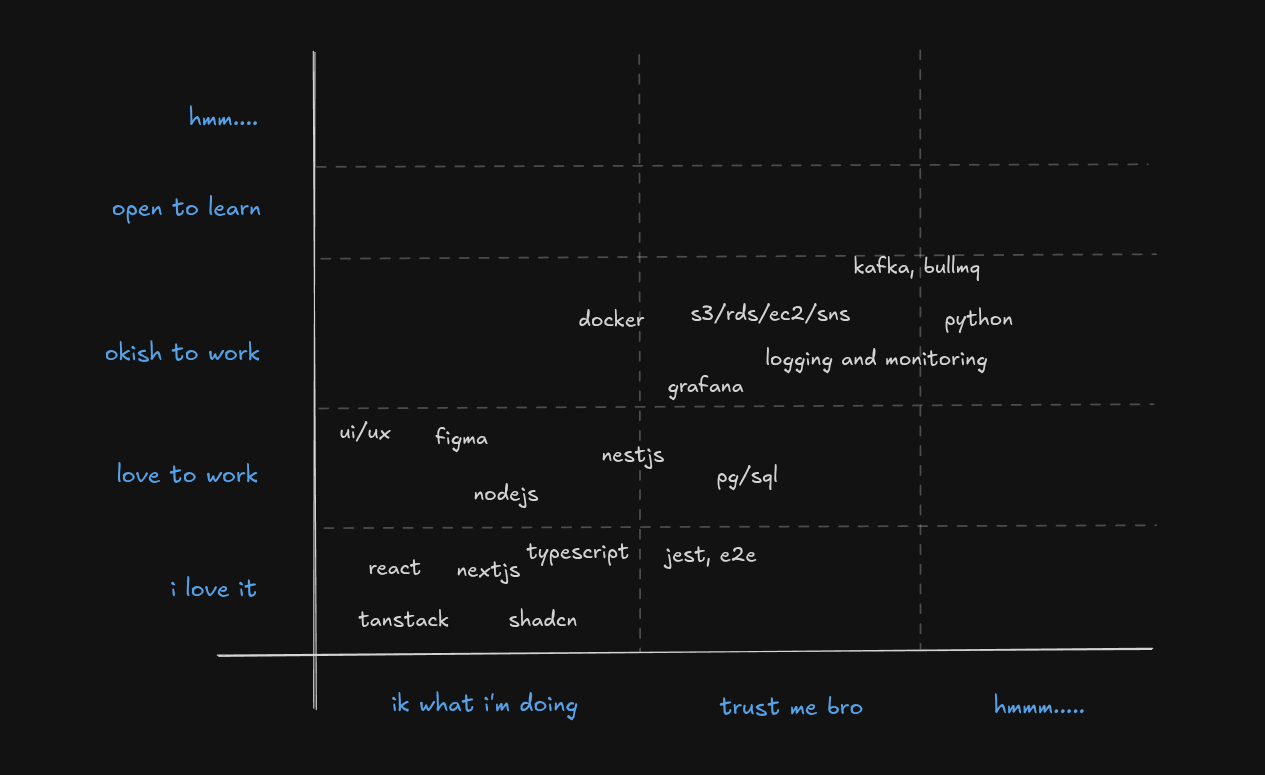 hmm....
open to learn
kafka, bullmq
docker
s3/rds/ec2/sns
python
okish to work
logging and monitoring
grafana
ui/ux
figma
nestjs
love to work
pg/sql
nodejs
typescript
jest, e2e
react
nextjs
i love it
tanstack
shadcn
ik what i'm doing
trust me bro
hmmm.....